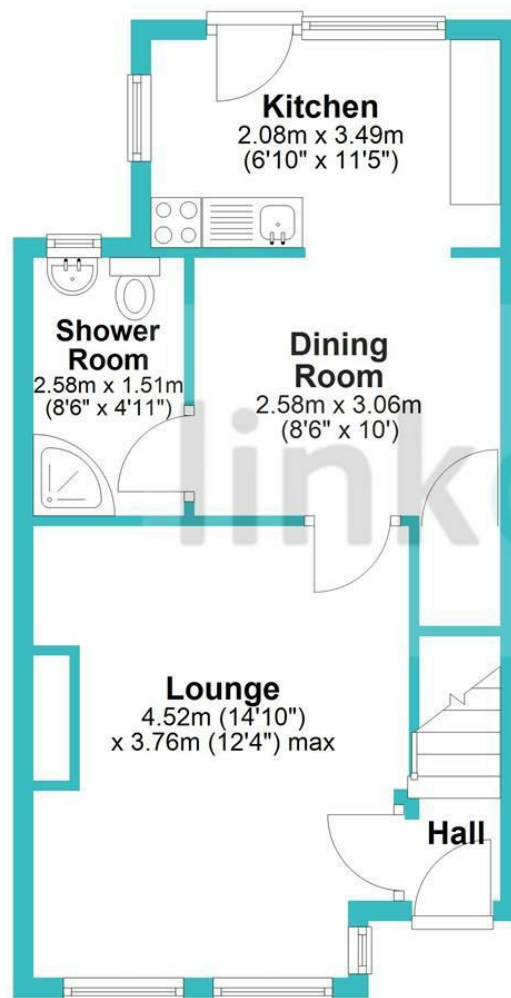 Kitchen
2.08m x 3.49m
(6'10" x 11'5")
Shower
Room
2.58m x 1.51m
(8'6" x 4'11")
Dining
Room
2.58m x 3.06m
(8'6" x 10')
Lounge
4.52m (14'10")
x 3.76m (12'4") max
Hall